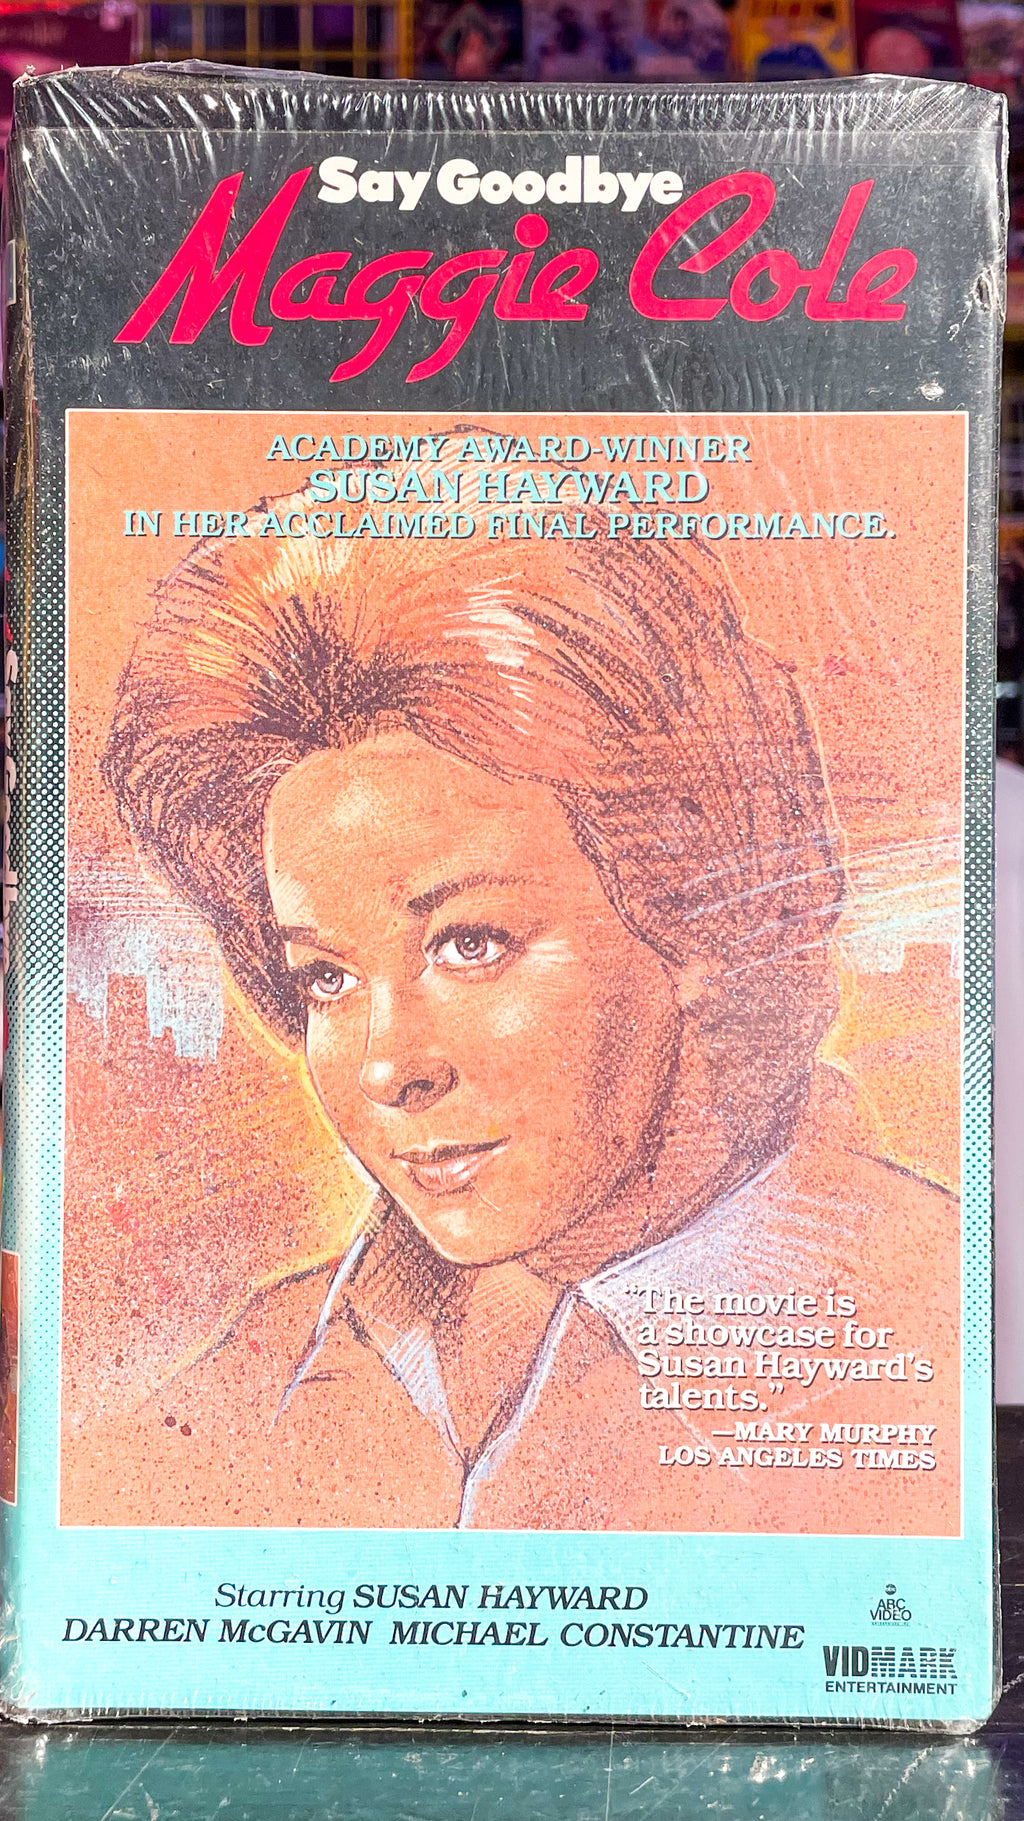 Say Goodbye
Maggie Cole
ACADEMY AWARD-WINNER
SUSAN HAYWARD
IN HER ACCLAIMED FINAL PERFORMANCE.
"The movie is
a showcase for
Susan Hayward's
talents."
—MARY MURPHY
LOS ANGELES TIMES
Starring SUSAN HAYWARD
DARREN McGAVIN MICHAEL CONSTANTINE
abc
ABC
VIDEO
VIDMARK
ENTERTAINMENT